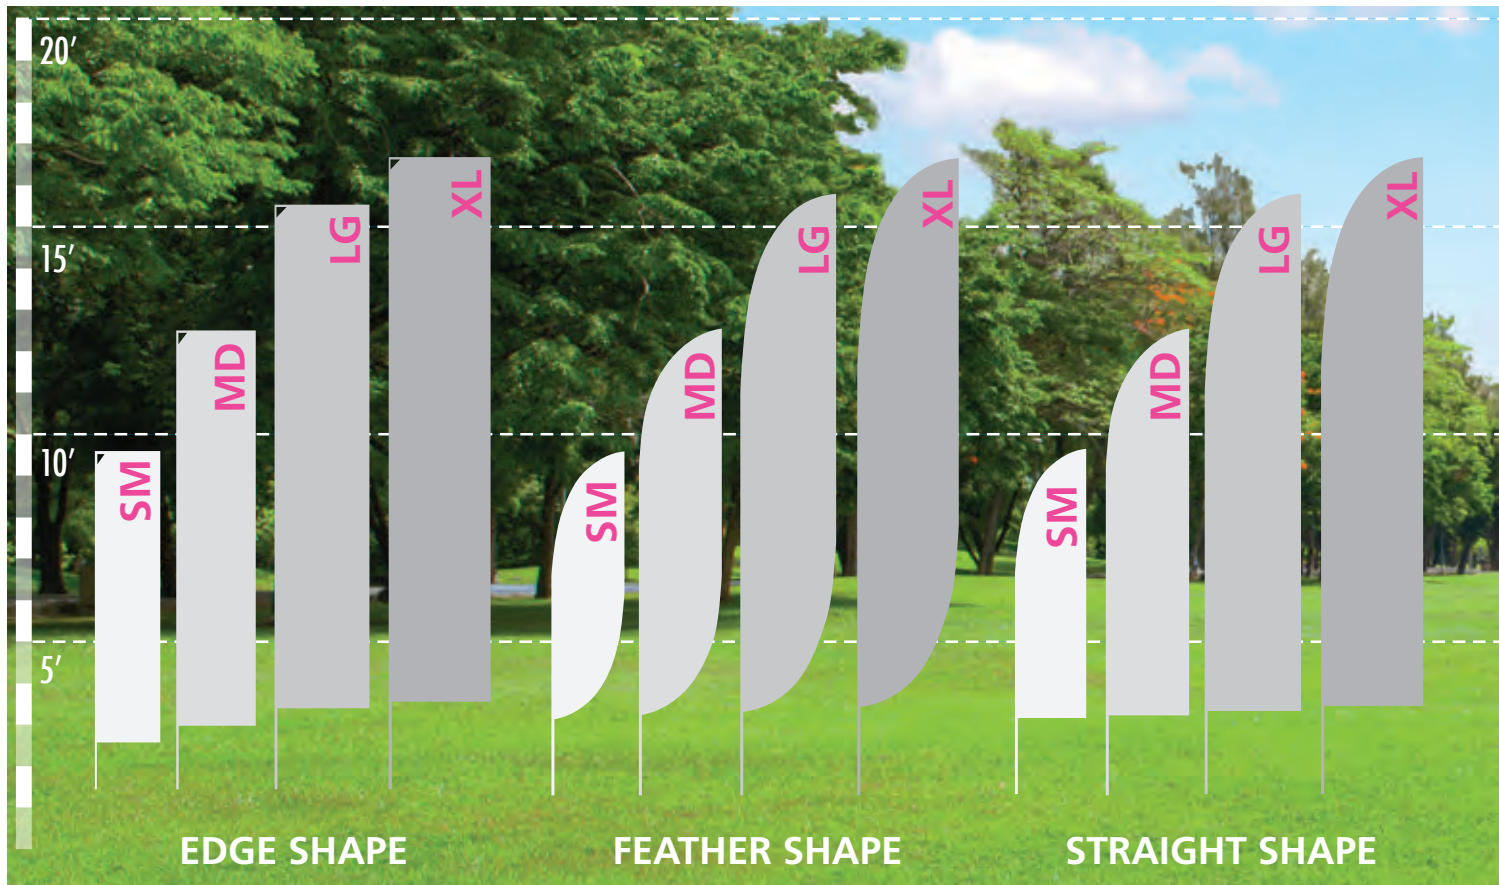 20’
15’
10’
5’
SM
MD
LG
XL
SM
MD
LG
XL
SM
MD
LG
XL
EDGE SHAPE
FEATHER SHAPE
STRAIGHT SHAPE